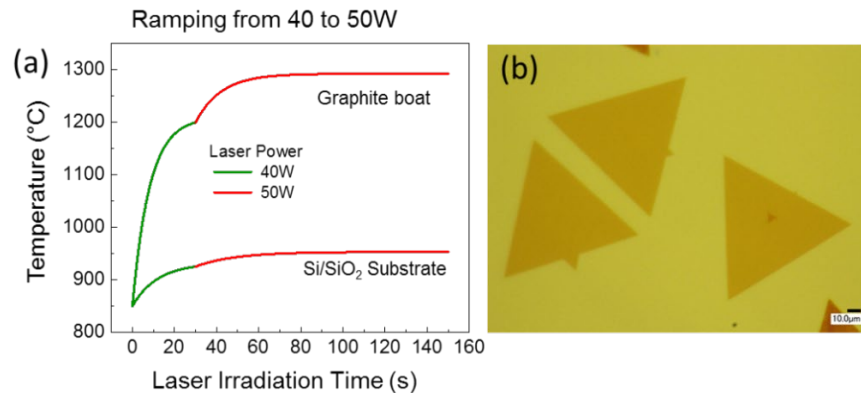 Ramping from 40 to 50W
(a)
1300
1200
1100
1000
900
800
Temperature (°C)
Graphite boat
Laser Power
40W
50W
Si/SiO₂ Substrate
0 20 40 60 80 100 120 140 160
Laser Irradiation Time (s)
(b)
10.0μm